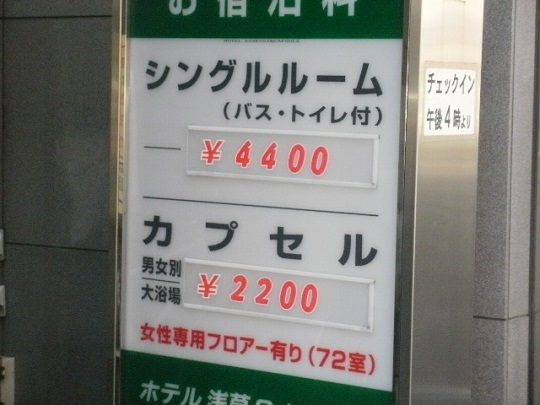 お宿泊料
シングルルーム
(バス・トイレ付)
¥4400
カプセル
男女別
大浴場
¥2200
女性専用フロアー有り(72室)
ホテル浅草
チェックイン
午後4時より